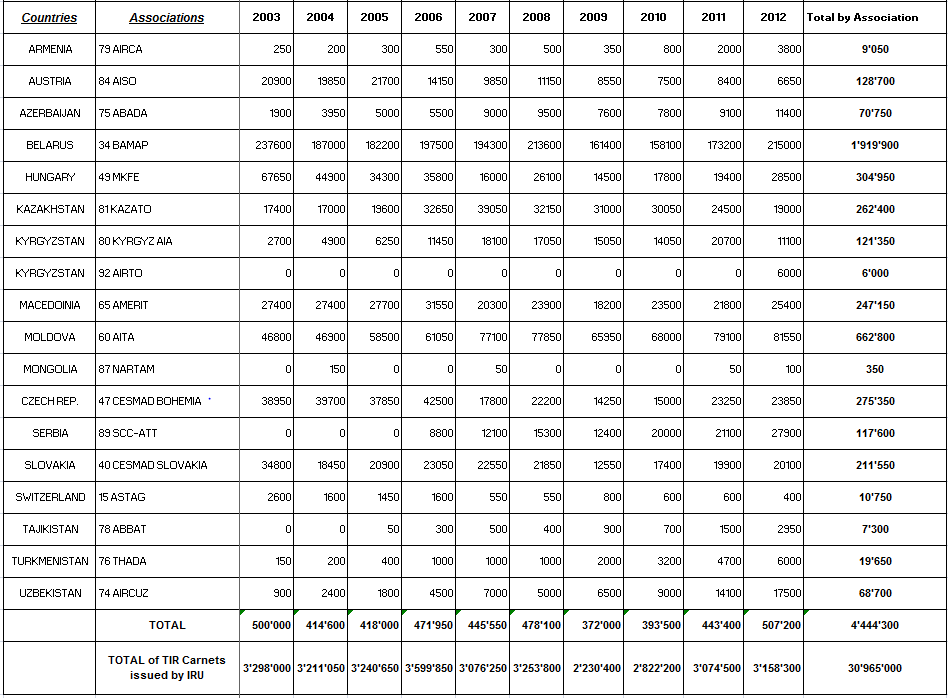 Countries Associations 2003 2004 2005 2006 2007 2008 2009 2010 2011 2012 Total by Association
ARMENIA 79 AIRCA 250 200 300 550 300 500 350 800 2000 3800 9'050
AUSTRIA 84 AISO 20900 19850 21700 14150 9850 11150 8550 7500 8400 6650 128'700
AZERBAIJAN 75 ABADA 1900 3950 5000 5500 9000 9500 7600 7800 9100 11400 70'750
BELARUS 34 BAMAP 237600 187000 182200 197500 194300 213600 161400 158100 173200 215000 1'919'900
HUNGARY 49 MKFE 67650 44900 34300 35800 16000 26100 14500 17800 19400 28500 304'950
KAZAKHSTAN 81 KAZATO 17400 17000 19600 32650 39050 32150 31000 30050 24500 19000 262'400
KYRGYZSTAN 80 KYRGYZ AIA 2700 4900 6250 11450 18100 17050 15050 14050 20700 11100 121'350
KYRGYZSTAN 92 AIRTO 0 0 0 0 0 0 0 0 0 6000 6'000
MACEDOINIA 65 AMERIT 27400 27400 27700 31550 20300 23900 18200 23500 21800 25400 247'150
MOLDOVA 60 AITA 46800 46900 58500 61050 77100 77850 65950 68000 79100 81550 662'800
MONGOLIA 87 NARTAM 0 150 0 0 50 0 0 0 50 100 350
CZECH REP. 47 CESMAD BOHEMIA 38950 39700 37850 42500 17800 22200 14250 15000 23250 23850 275'350
SERBIA 89 SCC-ATT 0 0 0 8800 12100 15300 12400 20000 21100 27900 117'600
SLOVAKIA 40 CESMAD SLOVAKIA 34800 18450 20900 23050 22550 21850 12550 17400 19900 20100 211'550
SWITZERLAND 15 ASTAG 2600 1600 1450 1600 550 550 800 600 600 400 10'750
TAJIKISTAN 78 ABBAT 0 0 50 300 500 400 900 700 1500 2950 7'300
TURKMENISTAN 76 THADA 150 200 400 1000 1000 1000 2000 3200 4700 6000 19'650
UZBEKISTAN 74 AIRCUZ 900 2400 1800 4500 7000 5000 6500 9000 14100 17500 68'700
TOTAL 500'000 414'600 418'000 471'950 445'550 478'100 372'000 393'500 443'400 507'200 4'444'300
TOTAL of TIR Carnets
issued by IRU 3'298'000 3'211'050 3'240'650 3'599'850 3'076'250 3'253'800 2'230'400 2'822'200 3'074'500 3'158'300 30'965'000